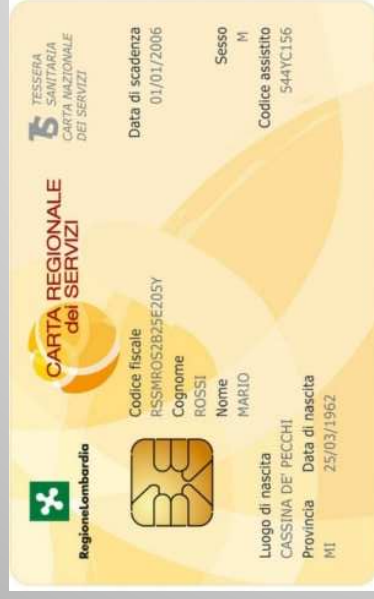 RegioneLombardia
CARTA REGIONALE
dei SERVIZI
TS TESSERA
SANITARIA
CARTA NAZIONALE
DEI SERVIZI
Codice fiscale
RSSMROS2B25E205Y
Cognome
ROSSI
Nome
MARIO
Data di scadenza
01/01/2006
Sesso
M
Codice assistito
544YC156
Luogo di nascita
CASSINA DE' PECCHI
Provincia Data di nascita
MI 25/03/1962